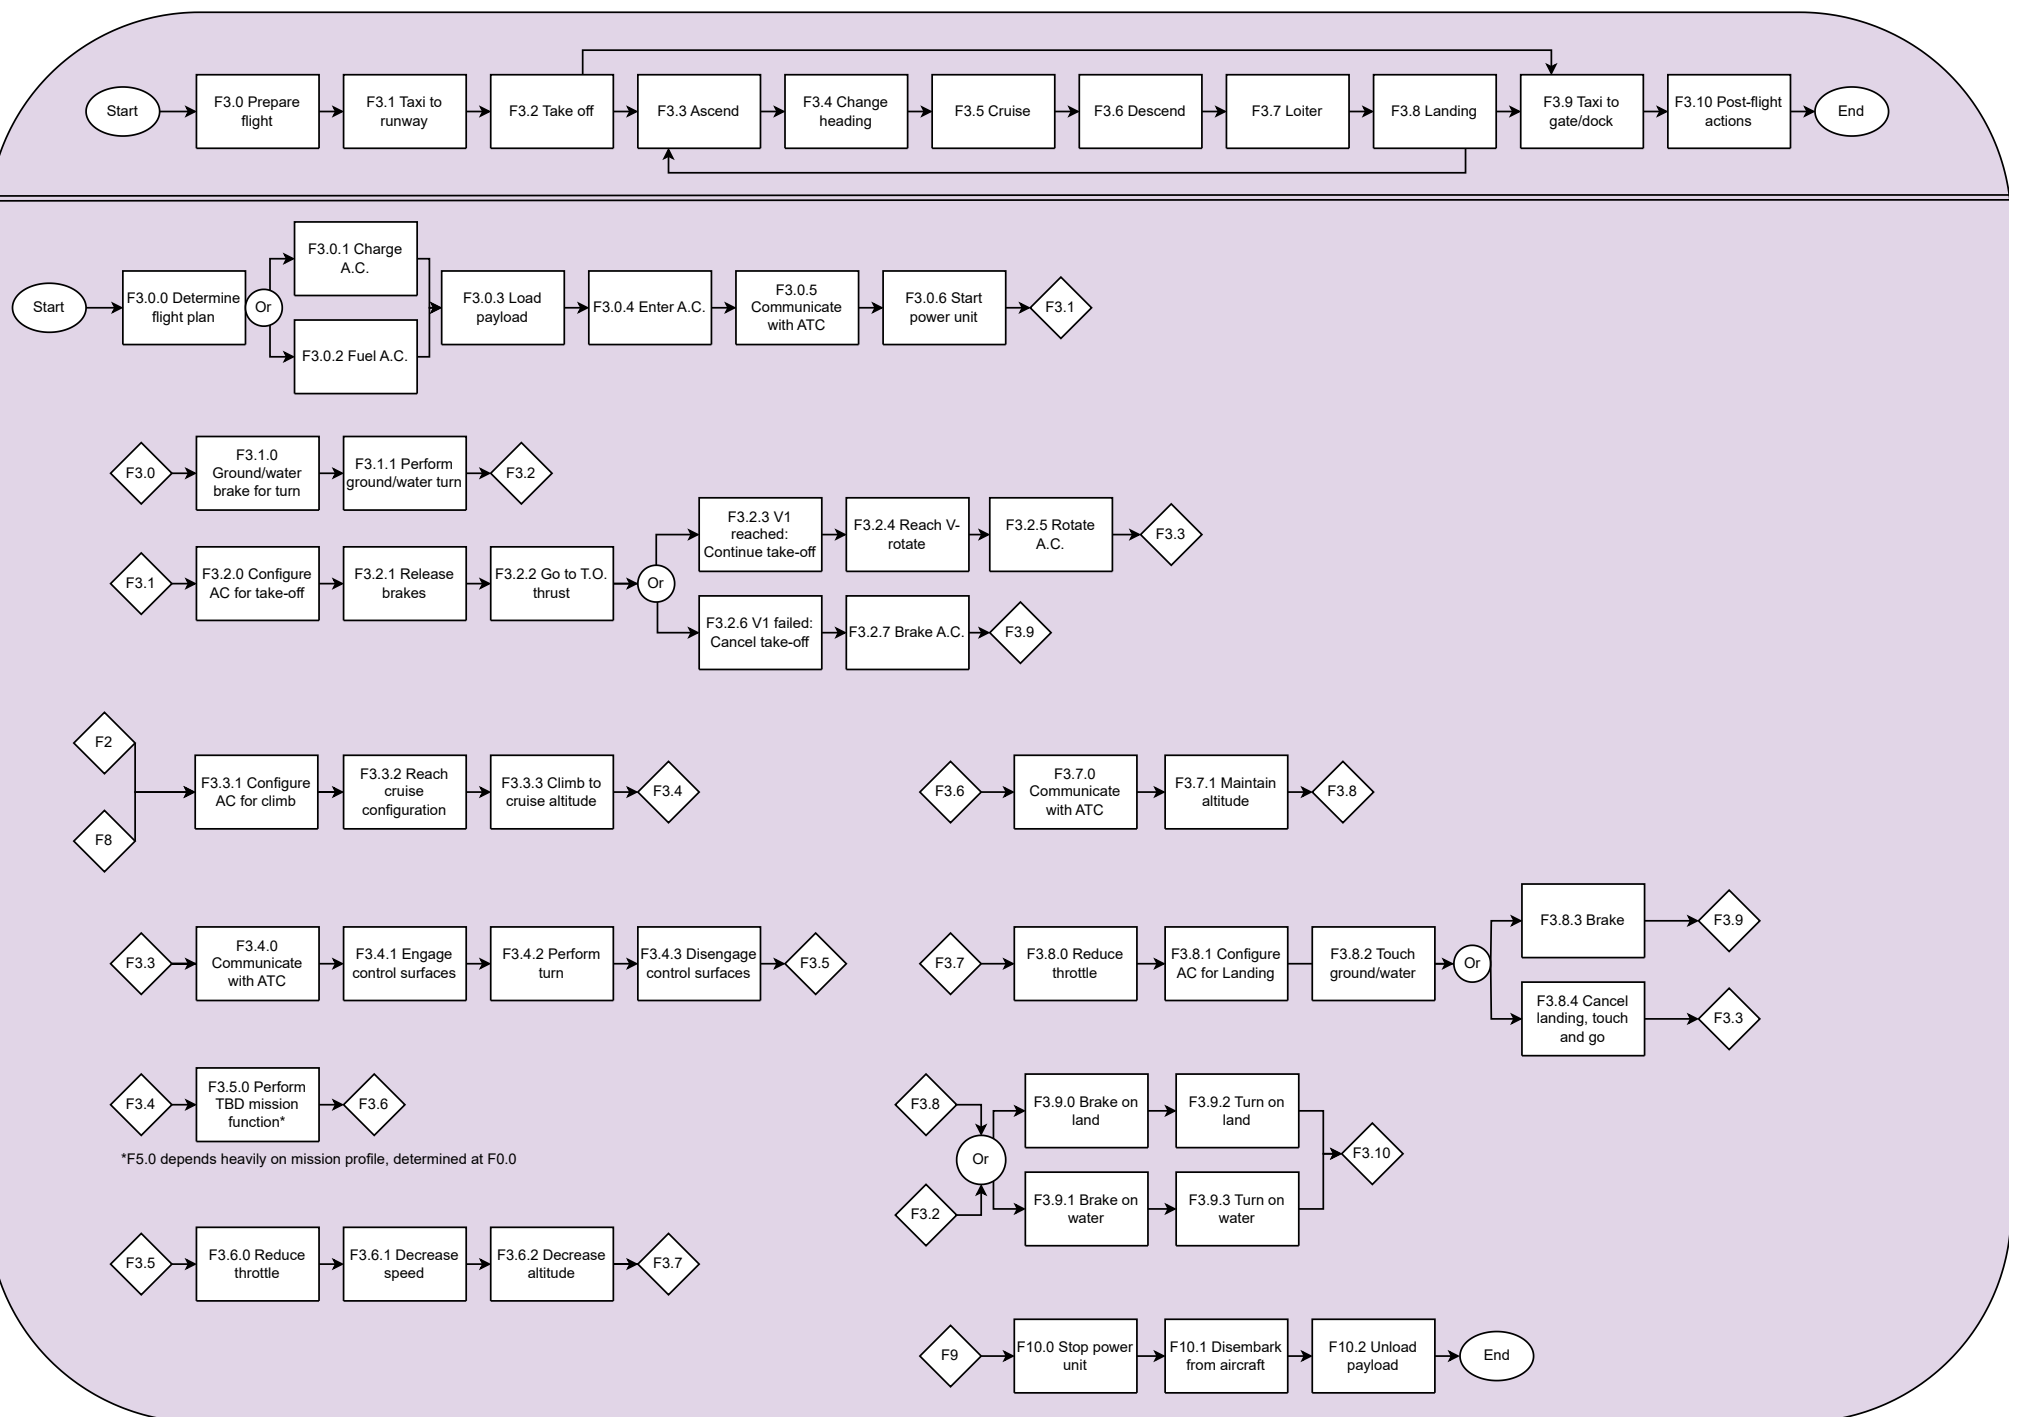 Start
F3.0 Prepare
flight
F3.1 Taxi to
runway
F3.2 Take off
F3.3 Ascend
F3.4 Change
heading
F3.5 Cruise
F3.6 Descend
F3.7 Loiter
F3.8 Landing
F3.9 Taxi to
gate/dock
F3.10 Post-flight
actions
End
Start
F3.0.0 Determine
flight plan
Or
F3.0.1 Charge
A.C.
F3.0.2 Fuel A.C.
F3.0.3 Load
payload
F3.0.4 Enter A.C.
F3.0.5
Communicate
with ATC
F3.0.6 Start
power unit
F3.1
F3.0
F3.1.0
Ground/water
brake for turn
F3.1.1 Perform
ground/water turn
F3.2
F3.1
F3.2.0 Configure
AC for take-off
F3.2.1 Release
brakes
F3.2.2 Go to T.O.
thrust
Or
F3.2.3 V1
reached:
Continue take-off
F3.2.4 Reach V-
rotate
F3.2.5 Rotate
A.C.
F3.3
F3.2.6 V1 failed:
Cancel take-off
F3.2.7 Brake A.C.
F3.9
F2
F8
F3.3.1 Configure
AC for climb
F3.3.2 Reach
cruise
configuration
F3.3.3 Climb to
cruise altitude
F3.4
F3.6
F3.7.0
Communicate
with ATC
F3.7.1 Maintain
altitude
F3.8
F3.3
F3.4.0
Communicate
with ATC
F3.4.1 Engage
control surfaces
F3.4.2 Perform
turn
F3.4.3 Disengage
control surfaces
F3.5
F3.7
F3.8.0 Reduce
throttle
F3.8.1 Configure
AC for Landing
F3.8.2 Touch
ground/water
Or
F3.8.3 Brake
F3.9
F3.8.4 Cancel
landing, touch
and go
F3.3
F3.4
F3.5.0 Perform
TBD mission
function*
F3.6
*F5.0 depends heavily on mission profile, determined at F0.0
F3.8
F3.2
Or
F3.9.0 Brake on
land
F3.9.2 Turn on
land
F3.9.1 Brake on
water
F3.9.3 Turn on
water
F3.10
F3.5
F3.6.0 Reduce
throttle
F3.6.1 Decrease
speed
F3.6.2 Decrease
altitude
F3.7
F9
F10.0 Stop power
unit
F10.1 Disembark
from aircraft
F10.2 Unload
payload
End